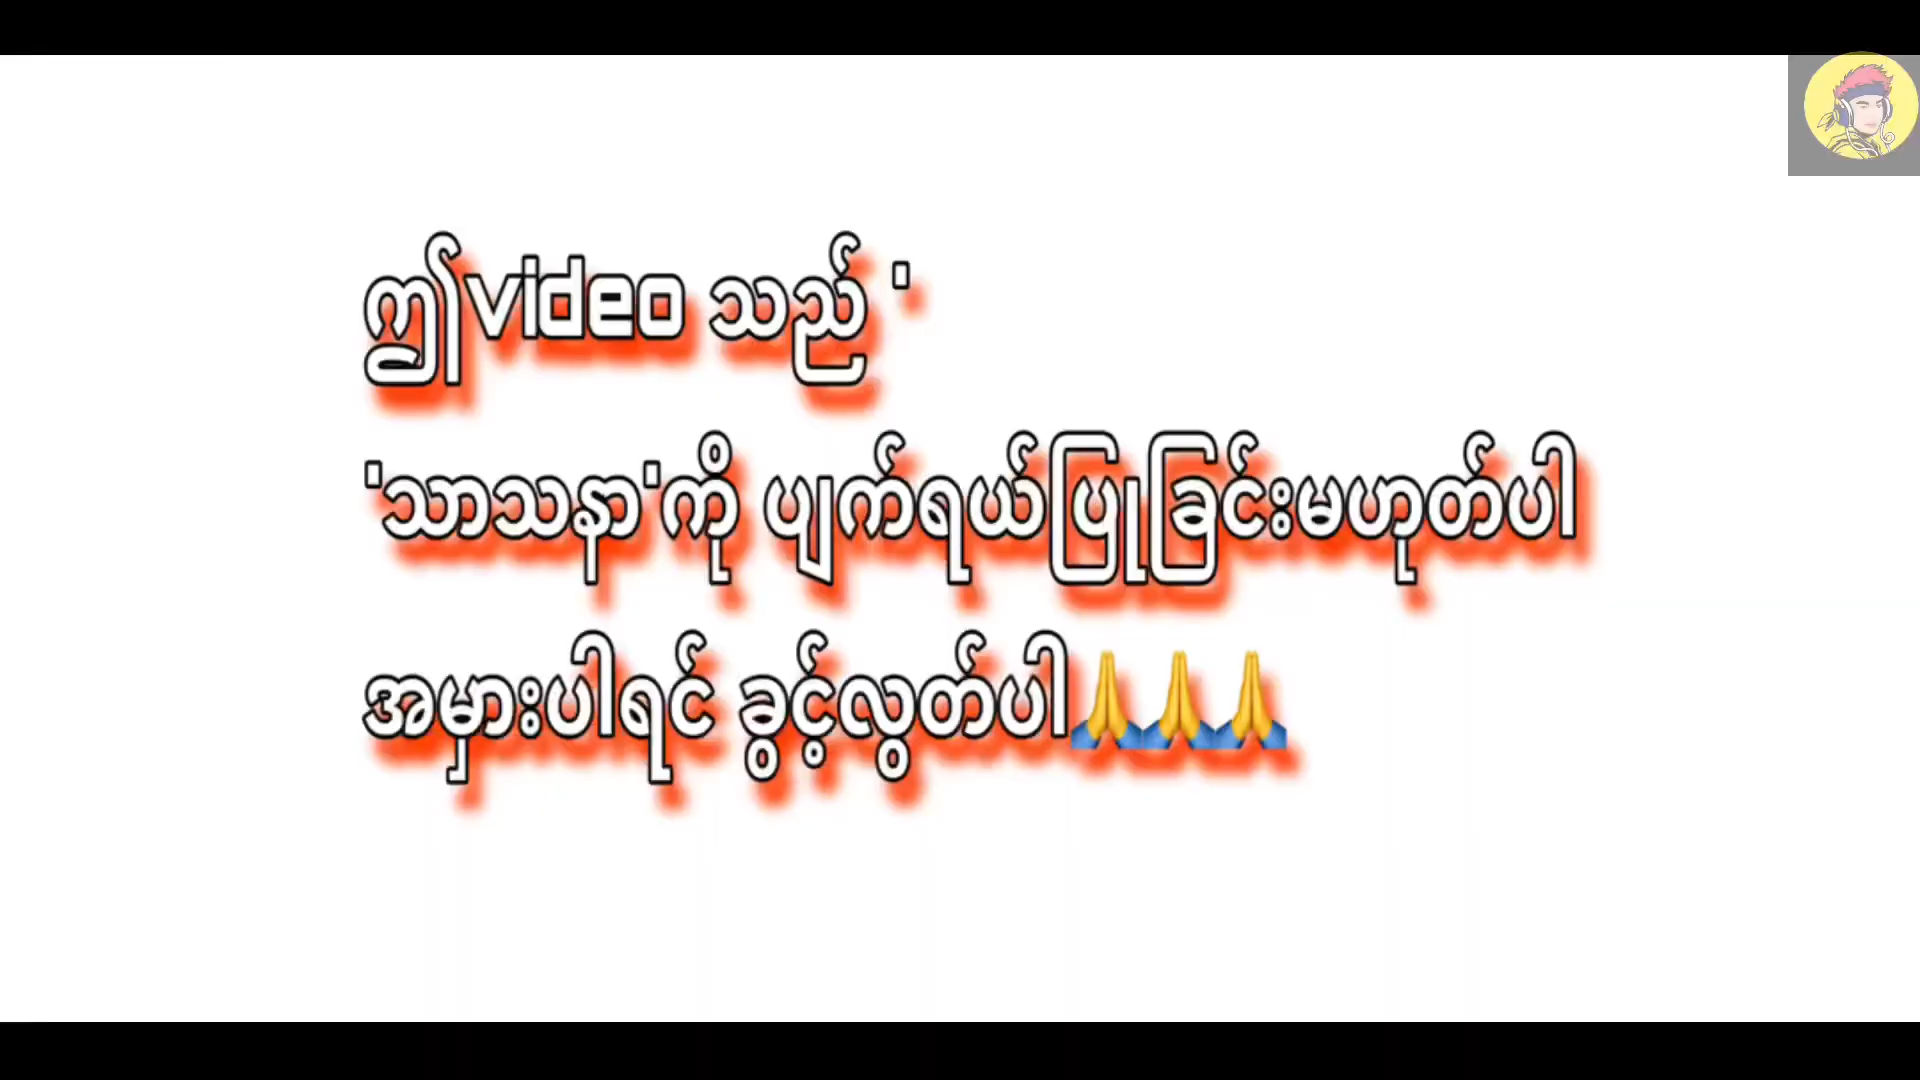 ဤvideo သည် '
'သာသနာ'ကို ပျက်ရယ်ပြုခြင်းမဟုတ်ပါ
အမှားပါရင် ခွင့်လွတ်ပါ🙏🙏🙏